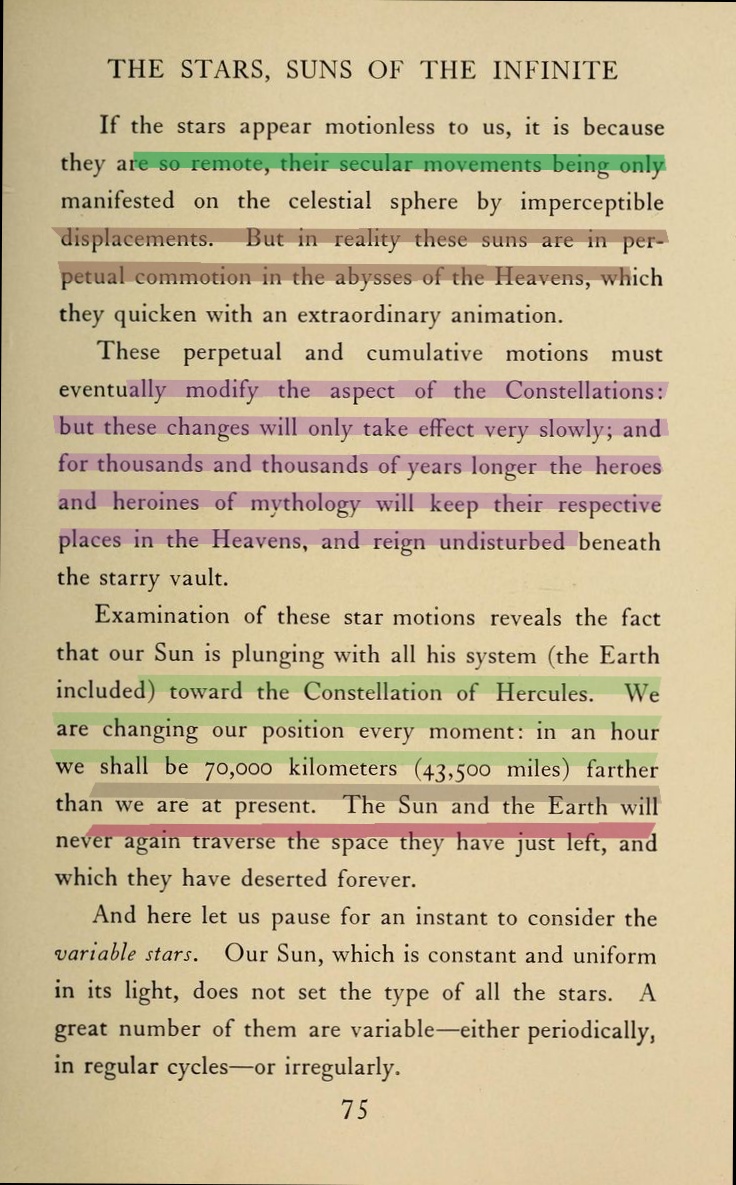 THE STARS, SUNS OF THE INFINITE
If the stars appear motionless to us, it is because
they are so remote, their secular movements being only
manifested on the celestial sphere by imperceptible
displacements. But in reality these suns are in per-
petual commotion in the abysses of the Heavens, which
they quicken with an extraordinary animation.
These perpetual and cumulative motions must
eventually modify the aspect of the Constellations:
but these changes will only take effect very slowly; and
for thousands and thousands of years longer the heroes
and heroines of mythology will keep their respective
places in the Heavens, and reign undisturbed beneath
the starry vault.
Examination of these star motions reveals the fact
that our Sun is plunging with all his system (the Earth
included) toward the Constellation of Hercules. We
are changing our position every moment: in an hour
we shall be 70,000 kilometers (43,500 miles) farther
than we are at present. The Sun and the Earth will
never again traverse the space they have just left, and
which they have deserted forever.
And here let us pause for an instant to consider the
variable stars. Our Sun, which is constant and uniform
in its light, does not set the type of all the stars. A
great number of them are variable—either periodically,
in regular cycles—or irregularly.
75